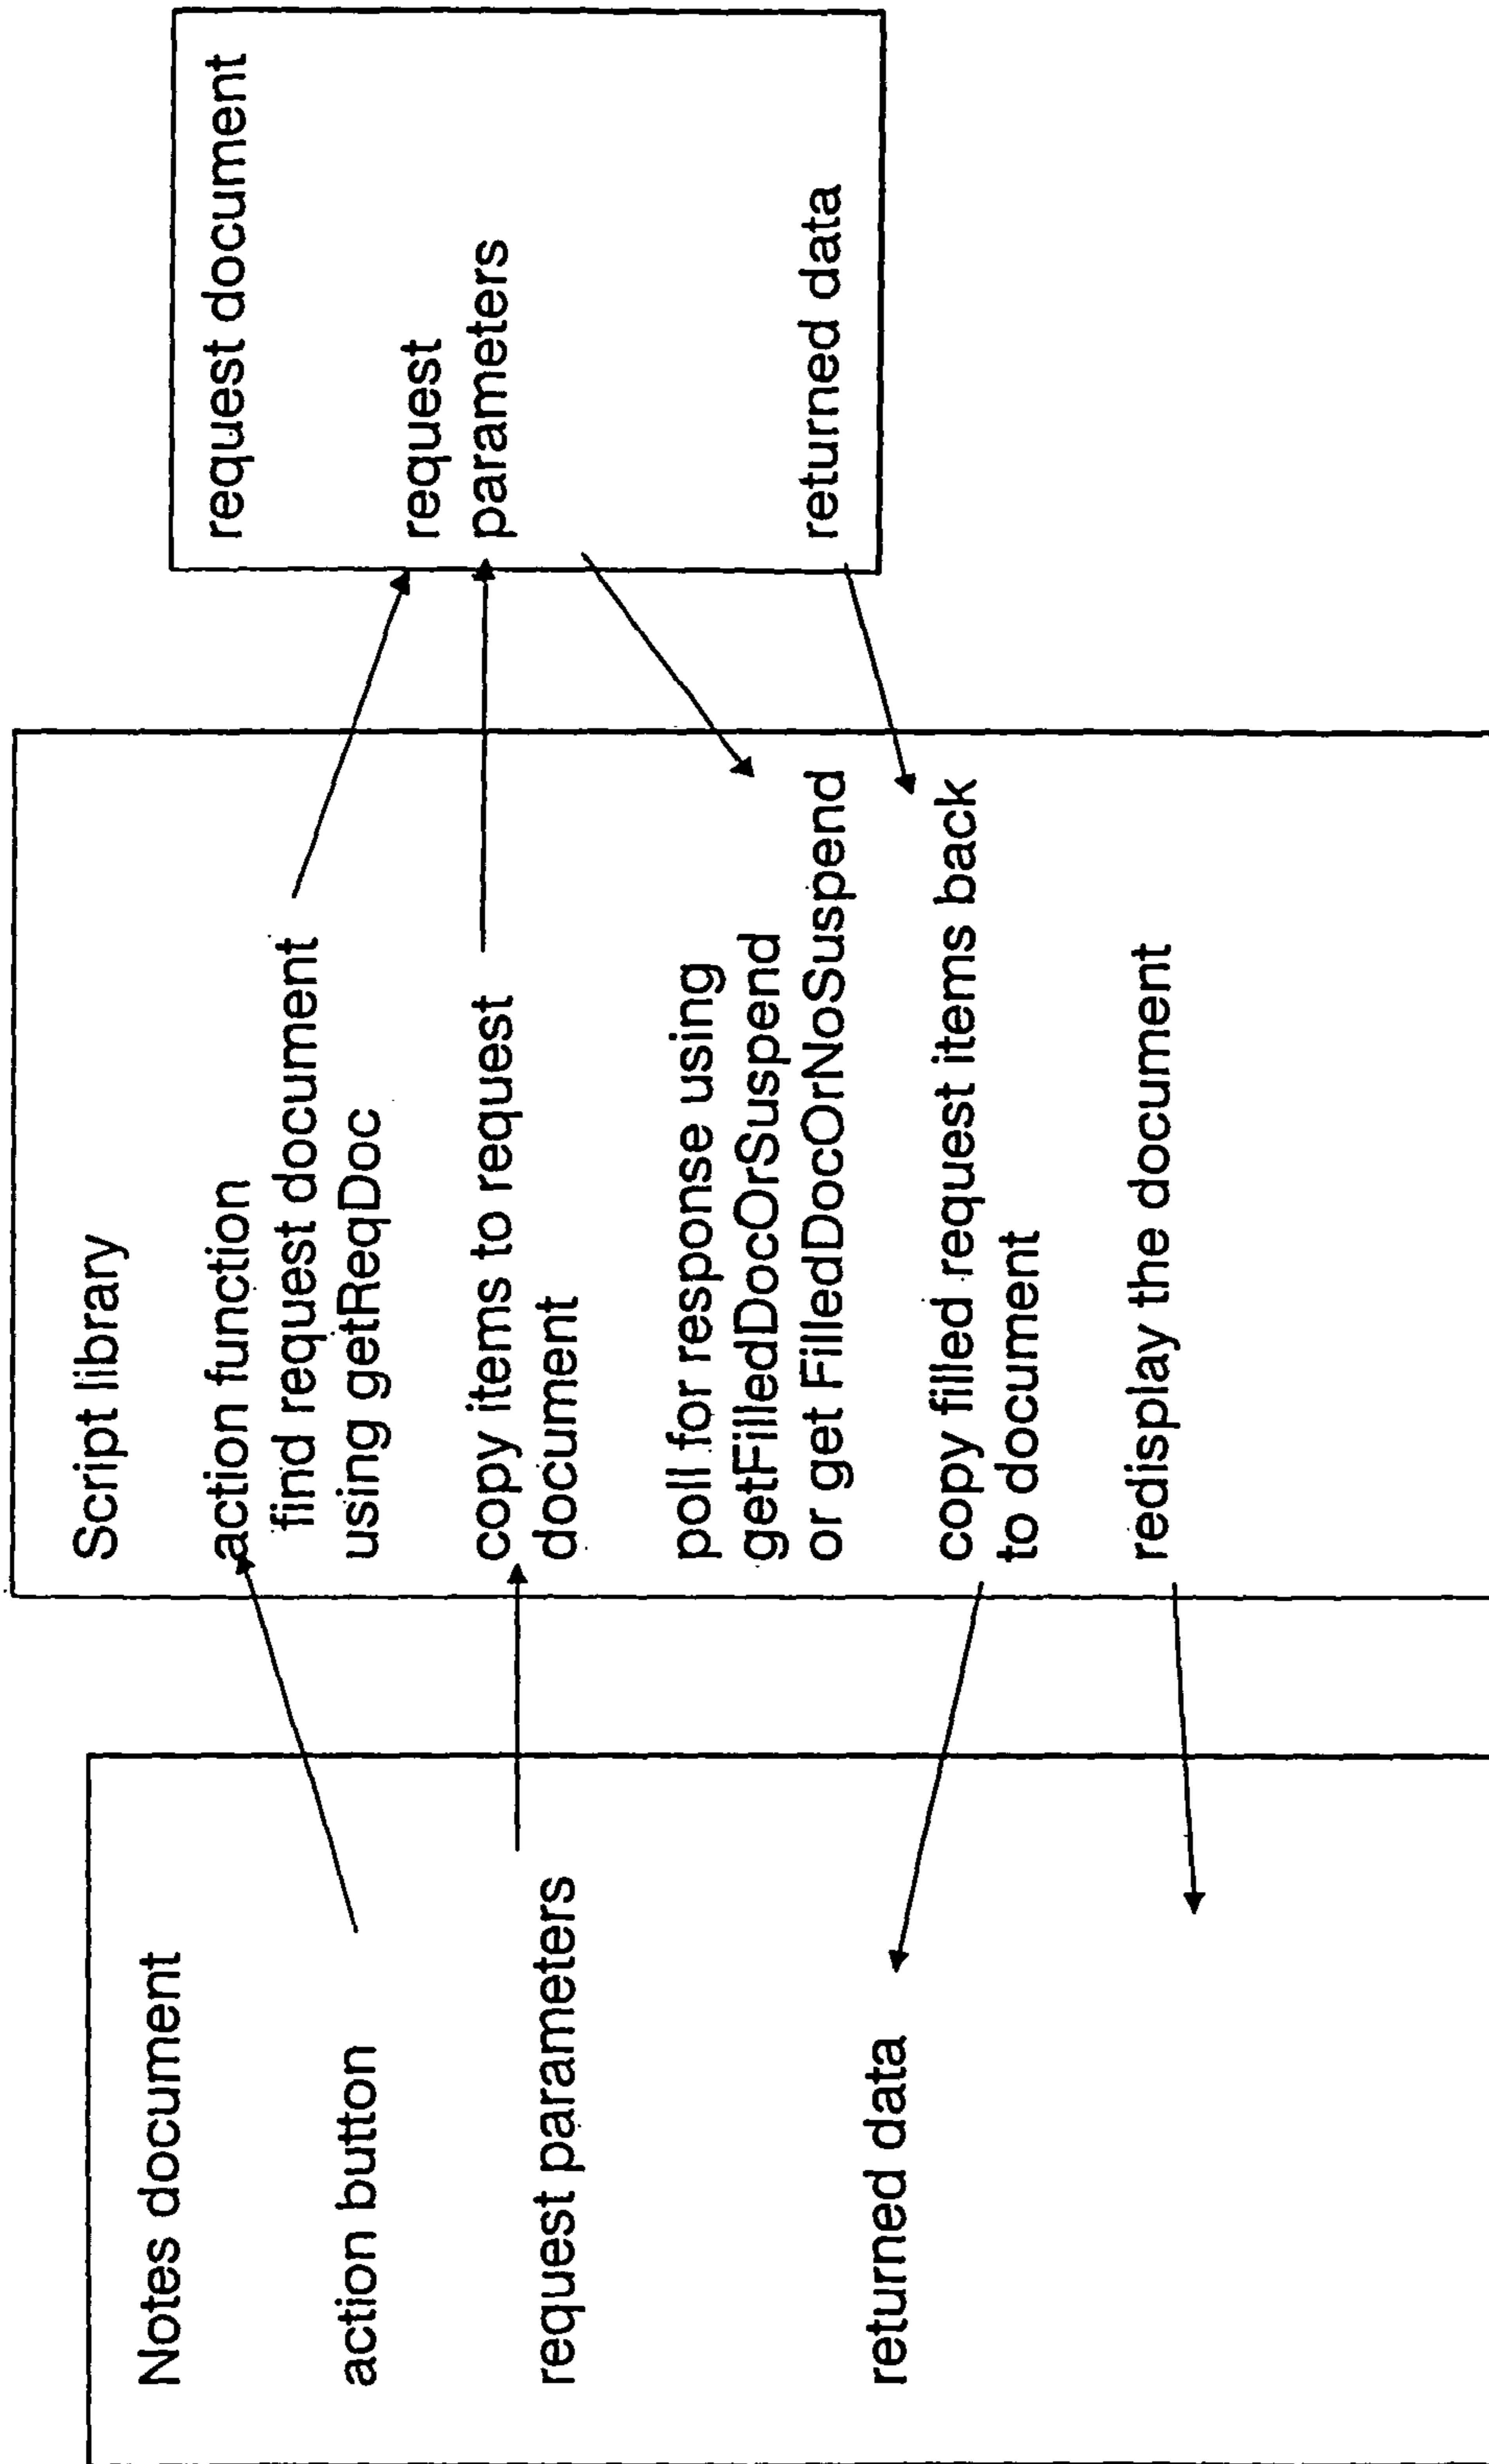 Notes document
action button
request parameters
returned data
Script library
action function
find request document
using getReqDoc
copy items to request
document
poll for response using
getFilledDocOrSuspend
or get FilledDocOrNoSuspend
copy filled request items back
to document
redisplay the document
request document
request
parameters
returned data